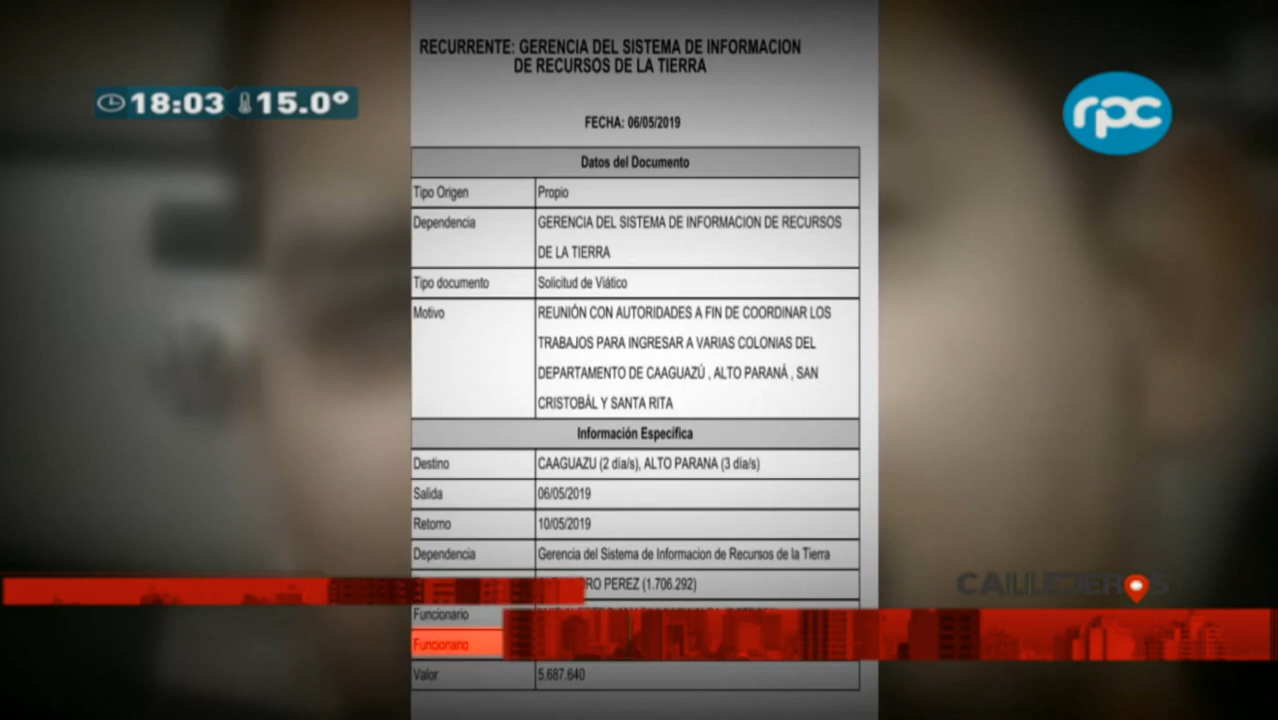 RECURRENTE: GERENCIA DEL SISTEMA DE INFORMACION
DE RECURSOS DE LA TIERRA
18:03 15.0°
rpc
FECHA: 06/05/2019
Datos del Documento
Tipo Origen Propio
Dependencia GERENCIA DEL SISTEMA DE INFORMACION DE RECURSOS
DE LA TIERRA
Tipo documento Solicitud de Viático
Motivo REUNIÓN CON AUTORIDADES A FIN DE COORDINAR LOS
TRABAJOS PARA INGRESAR A VARIAS COLONIAS DEL
DEPARTAMENTO DE CAAGUAZÚ , ALTO PARANÁ , SAN
CRISTOBÁL Y SANTA RITA
Información Específica
Destino CAAGUAZU (2 día/s), ALTO PARANA (3 día/s)
Salida 06/05/2019
Retorno 10/05/2019
Dependencia Gerencia del Sistema de Informacion de Recursos de la Tierra
PEREZ (1.706.292)
CALLEJEROS
Funcionario
Funcionario
Valor 5.687.640